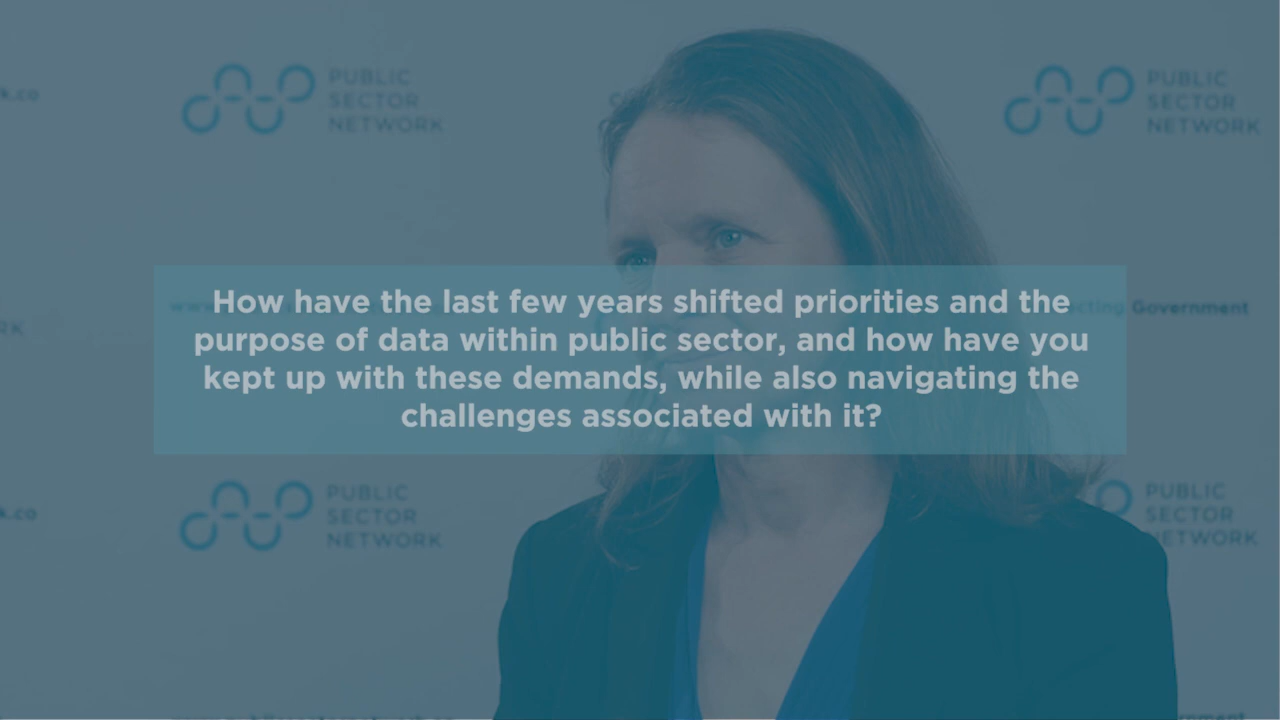 PUBLIC
SECTOR
NETWORK
PUBLIC
SECTOR
NETWORK
How have the last few years shifted priorities and the
purpose of data within public sector, and how have you
kept up with these demands, while also navigating the
challenges associated with it?
Government
PUBLIC
SECTOR
NETWORK
PUBLIC
SECTOR
NETWORK